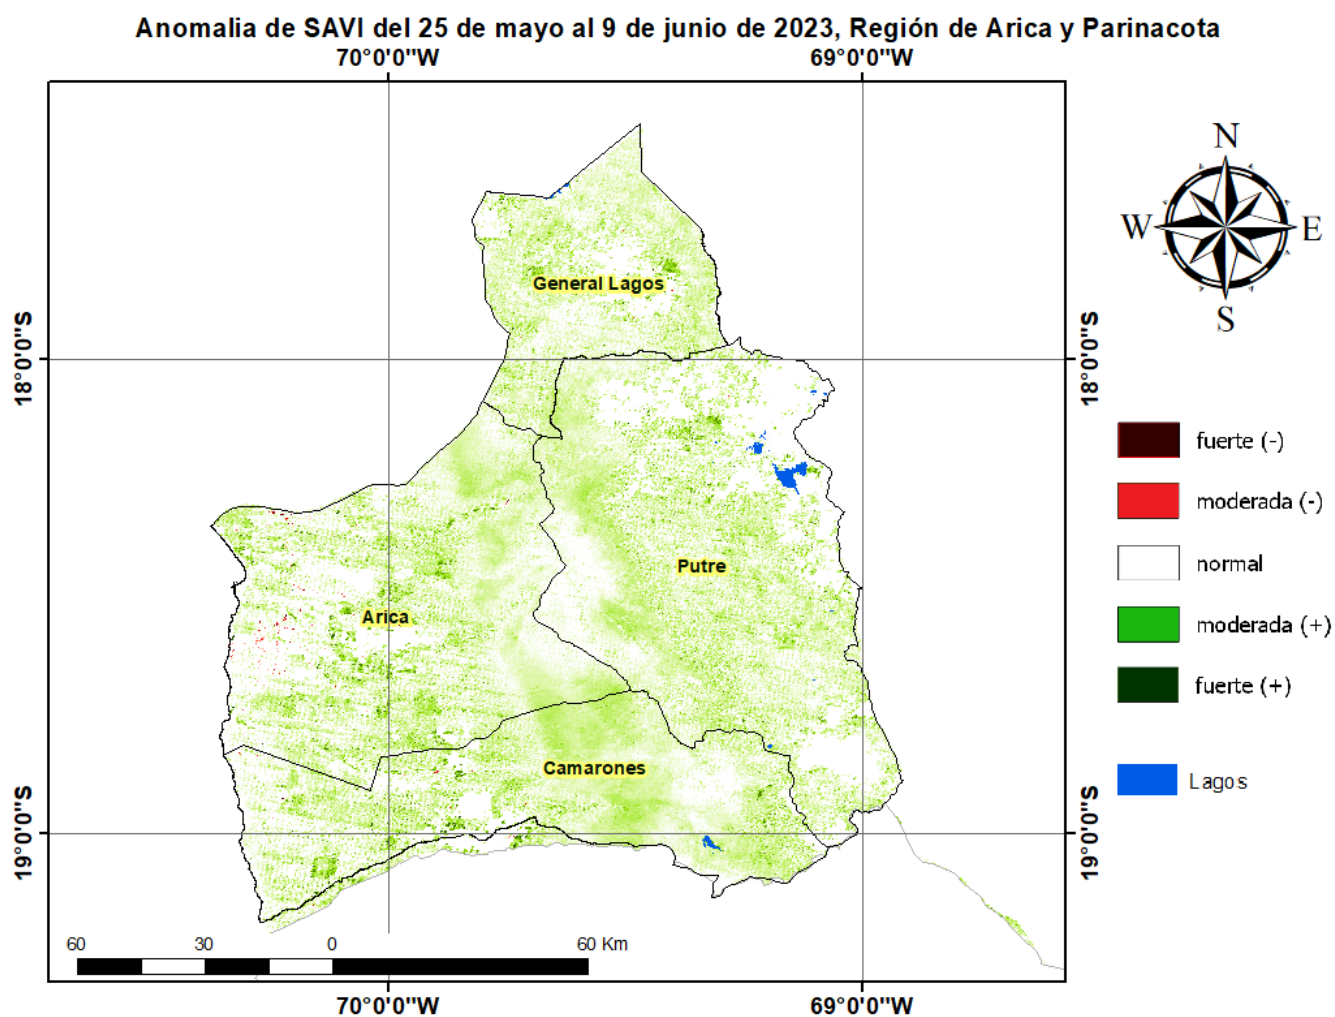 Anomalia de SAVI del 25 de mayo al 9 de junio de 2023, Región de Arica y Parinacota
70°0'0"W
69°0'0"W
N
W
E
S
General Lagos
18°0'0"S
18°0'0"S
fuerte (-)
moderada (-)
normal
Putre
Arica
moderada (+)
fuerte (+)
Camarones
Lagos
19°0'0"S
19°0'0"S
60 30 0 60 Km
70°0'0"W
69°0'0"W